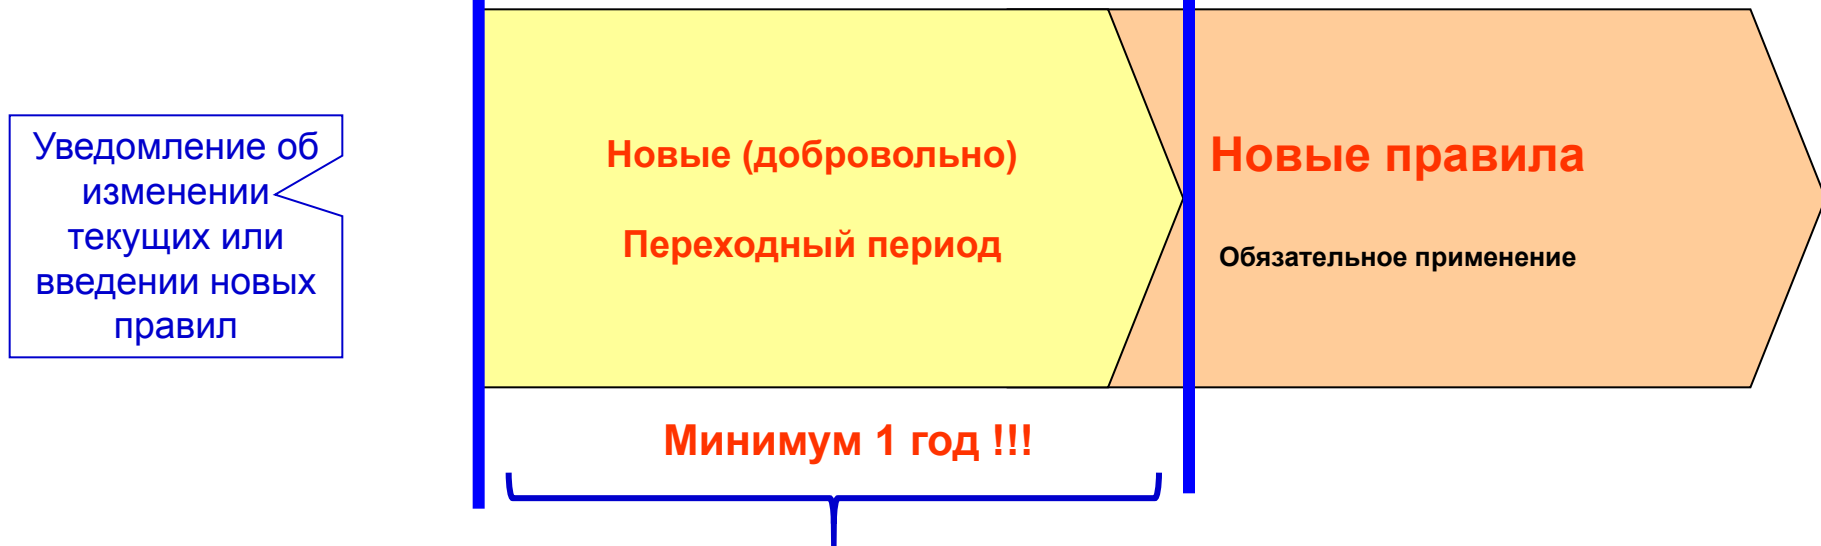 Уведомление об
изменении
текущих или
введении новых
правил
Новые (добровольно)
Переходный период
Новые правила
Обязательное применение
Минимум 1 год !!!